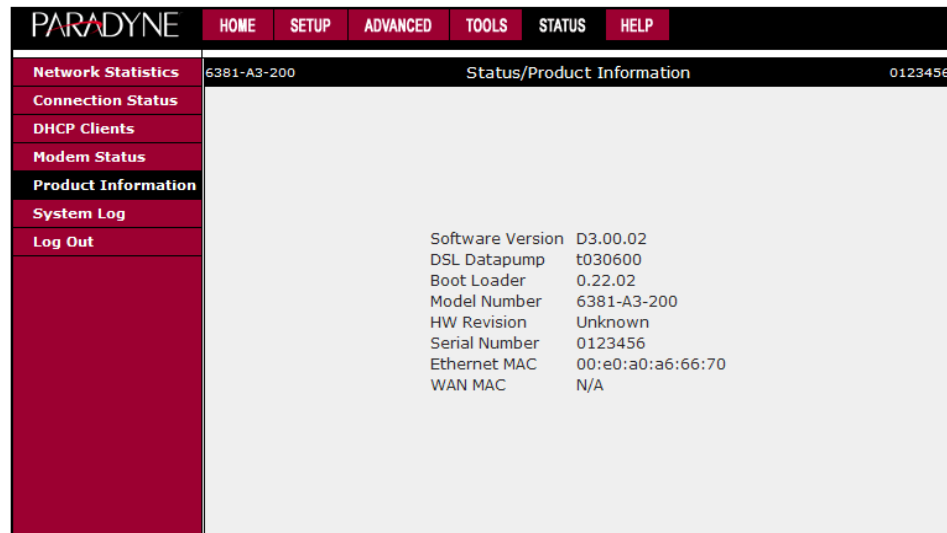 PARADYNE HOME SETUP ADVANCED TOOLS STATUS HELP
6381-A3-200 Status/Product Information 0123456
Network Statistics
Connection Status
DHCP Clients
Modem Status
Product Information
System Log
Log Out
Software Version D3.00.02
DSL Datapump t030600
Boot Loader 0.22.02
Model Number 6381-A3-200
HW Revision Unknown
Serial Number 0123456
Ethernet MAC 00:e0:a0:a6:66:70
WAN MAC N/A